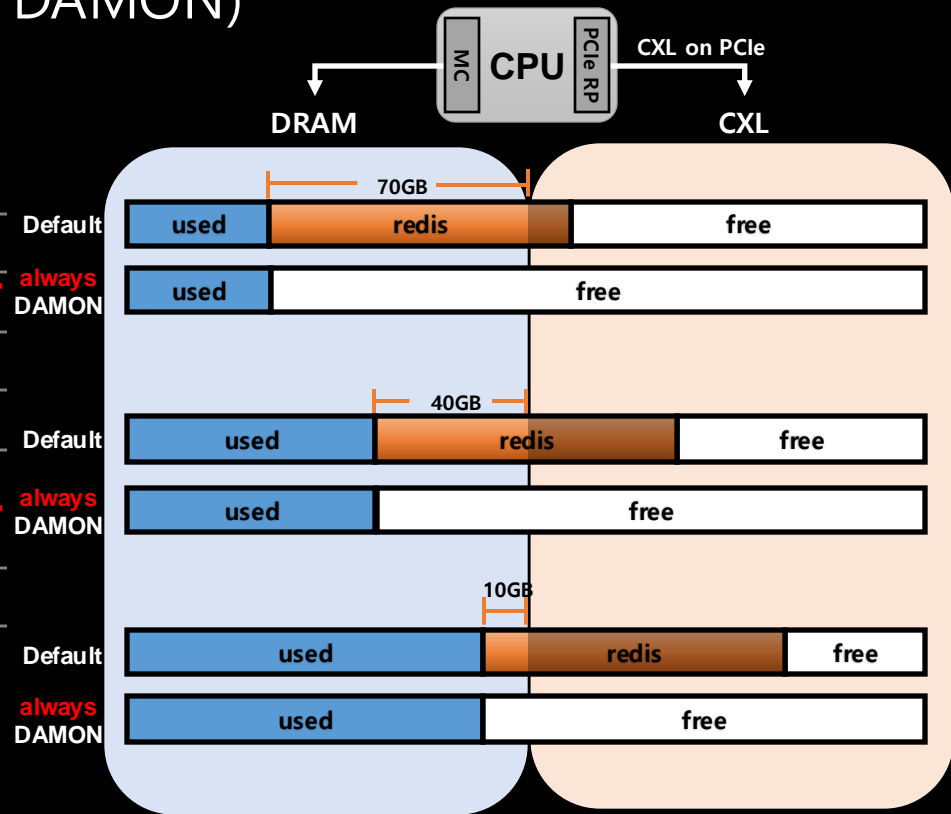 DAMON)
MC
CPU
PCIe RP
CXL on PCIe
DRAM
CXL
70GB
Default
used
redis
free
always
DAMON
used
free
40GB
Default
used
redis
free
always
DAMON
used
free
10GB
Default
used
redis
free
always
DAMON
used
free